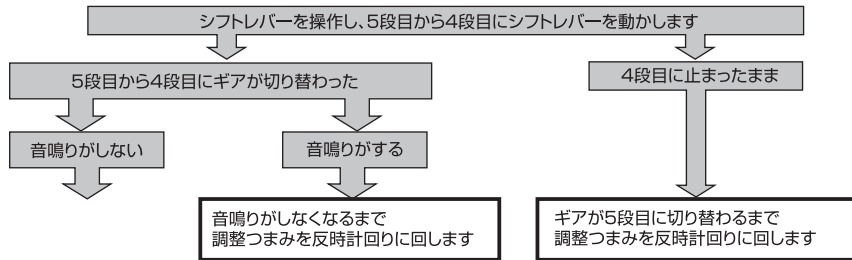 シフトレバーを操作し、5段目から4段目にシフトレバーを動かします
5段目から4段目にギアが切り替わった
4段目に止まったまま
音鳴りがしない
音鳴りがする
音鳴りがしなくなるまで
調整つまみを反時計回りに回します
ギアが5段目に切り替わるまで
調整つまみを反時計回りに回します